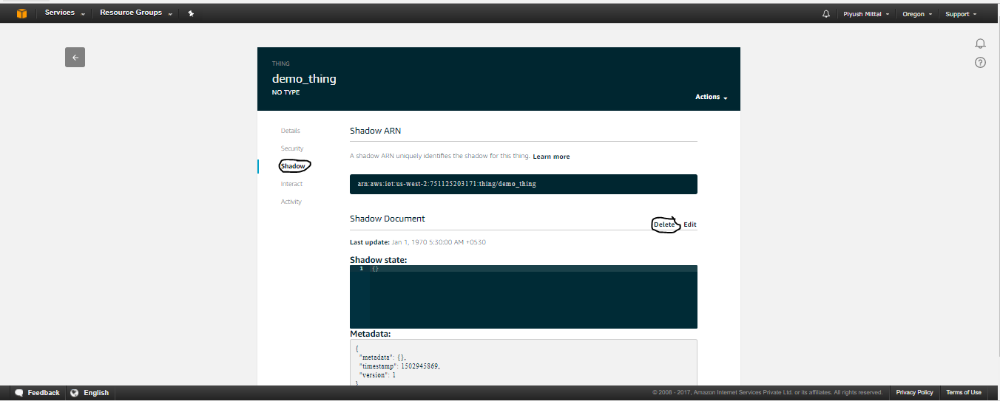 Services Resource Groups Piyush Mittal Oregon Support
THING
demo_thing
NO TYPE
Actions
Details
Security
Shadow
Interact
Activity
Shadow ARN
A shadow ARN uniquely identifies the shadow for this thing. Learn more
arn:aws:iot:us-west-2:751125203171:thing/demo_thing
Shadow Document Delete Edit
Last update: Jan 1, 1970 5:30:00 AM +0530
Shadow state:
1 {}
Metadata:
{
"metadata": {},
"timestamp": 1502945869,
"version": 1
}
Feedback English © 2008 - 2017, Amazon Internet Services Private Ltd. or its affiliates. All rights reserved. Privacy Policy Terms of Use